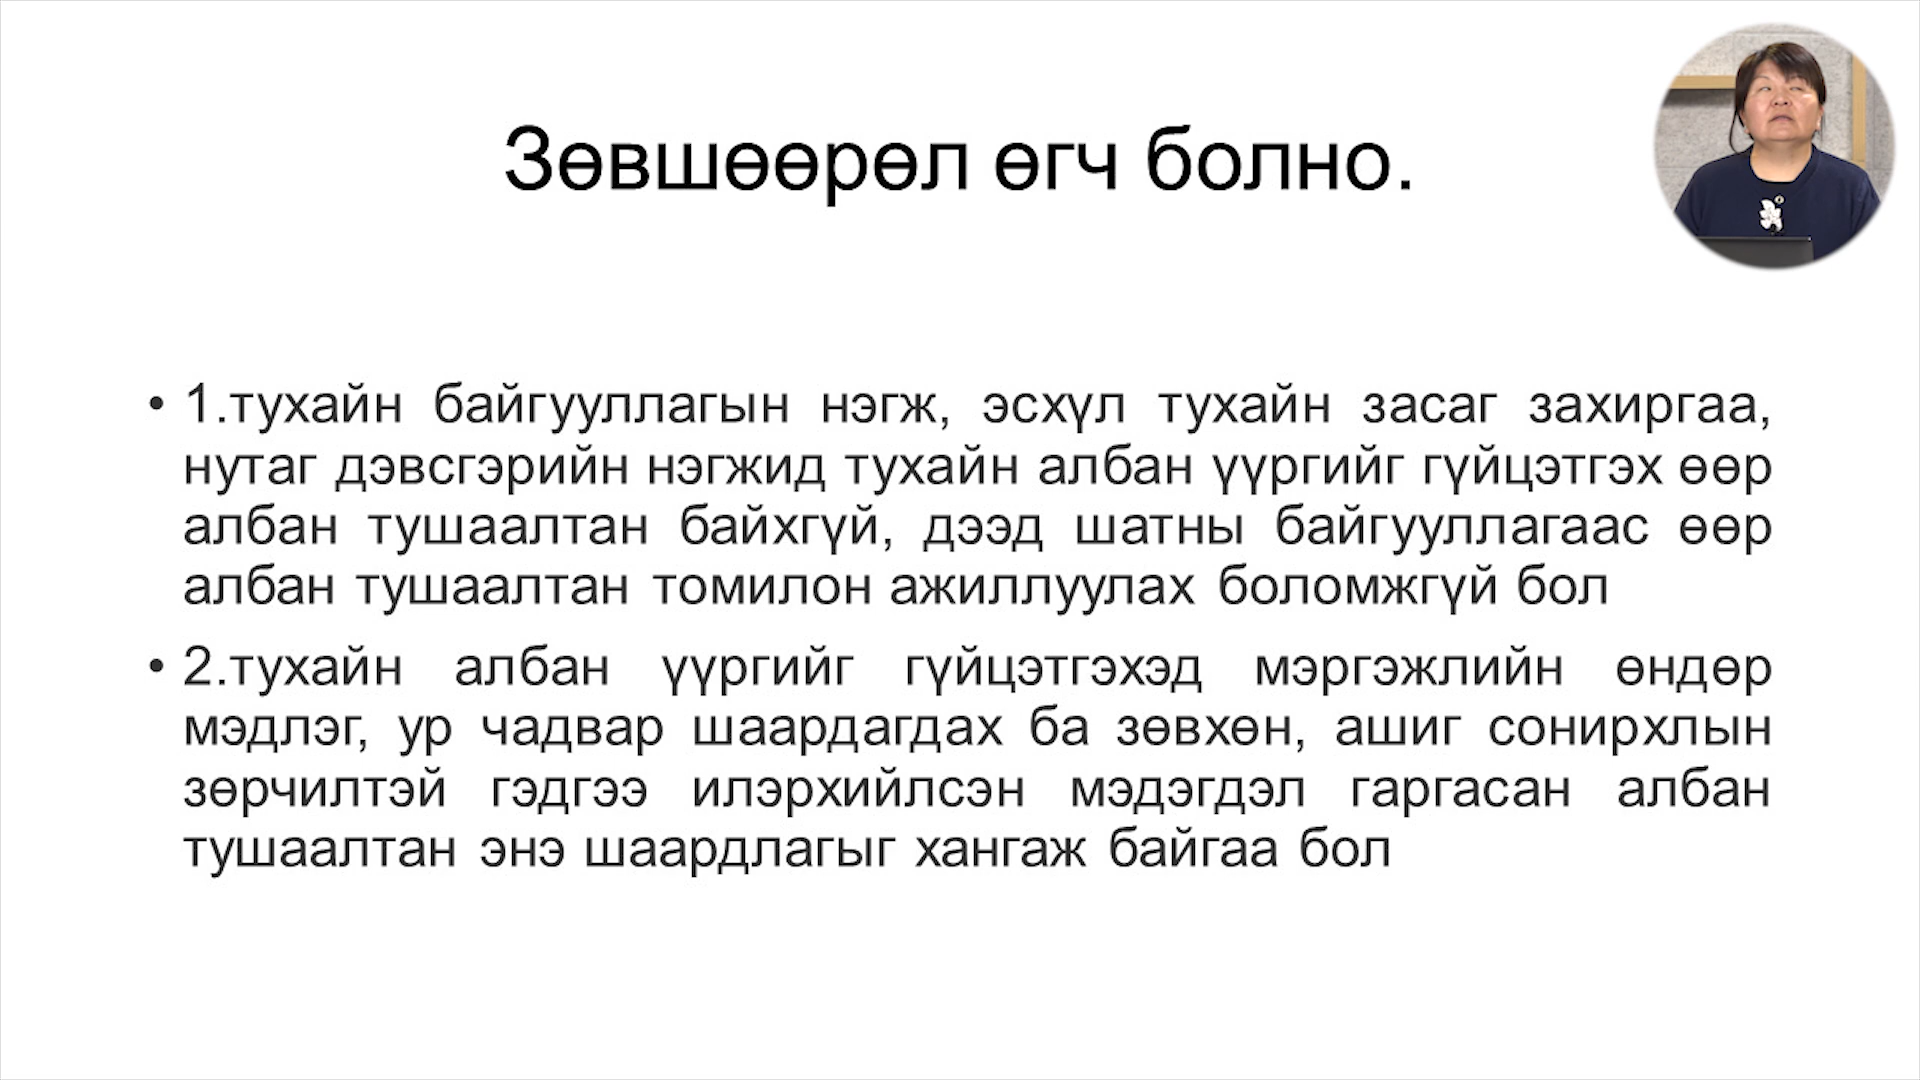 Зөвшөөрөл өгч болно.
• 1.тухайн байгууллагын нэгж, эсхүл тухайн засаг захиргаа,
нутаг дэвсгэрийн нэгжид тухайн албан үүргийг гүйцэтгэх өөр
албан тушаалтан байхгүй, дээд шатны байгууллагаас өөр
албан тушаалтан томилон ажиллуулах боломжгүй бол
• 2.тухайн албан үүргийг гүйцэтгэхэд мэргэжлийн өндөр
мэдлэг, ур чадвар шаардагдах ба зөвхөн, ашиг сонирхлын
зөрчилтэй гэдгээ илэрхийлсэн мэдэгдэл гаргасан албан
тушаалтан энэ шаардлагыг хангаж байгаа бол